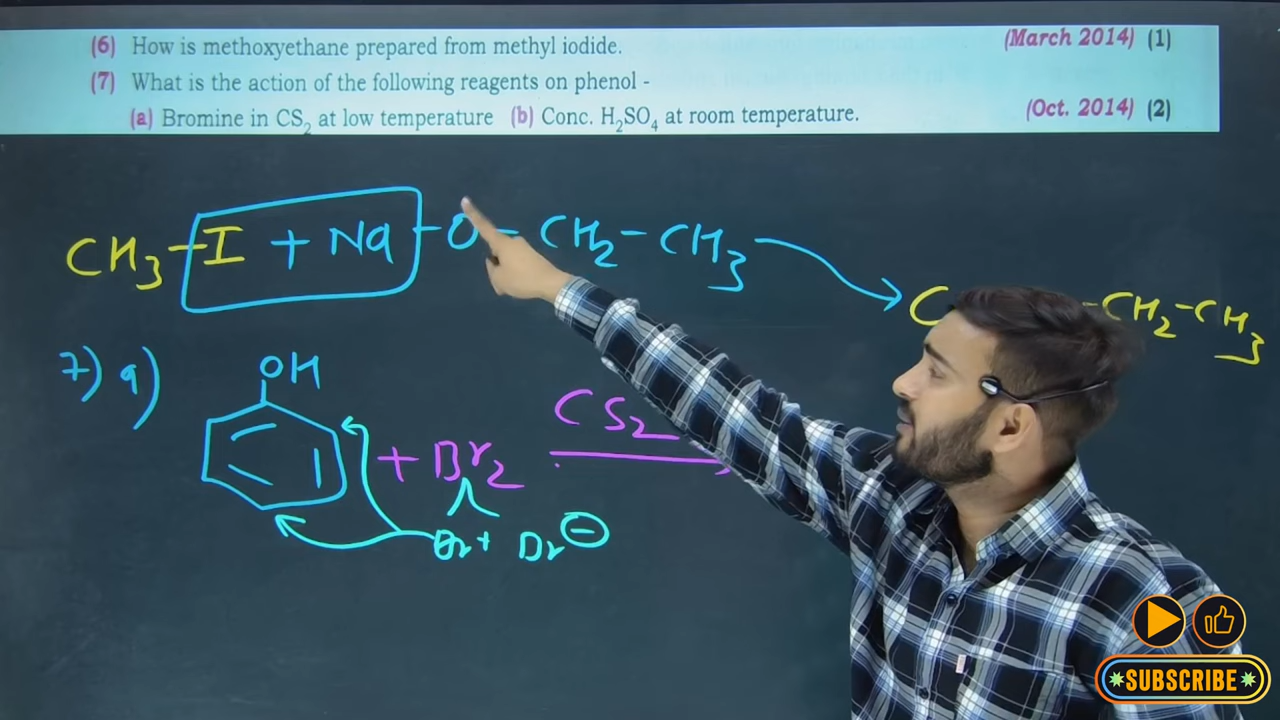 (6) How is methoxyethane prepared from methyl iodide. (March 2014) (1)
(7) What is the action of the following reagents on phenol -
(a) Bromine in CS₂ at low temperature (b) Conc. H₂SO₄ at room temperature. (Oct. 2014) (2)
CH₃-I + Na-O-CH₂-CH₃
C -CH₂-CH₃
7) a)
OH
+ Br₂
CS₂
Br+ Br⊖
SUBSCRIBE